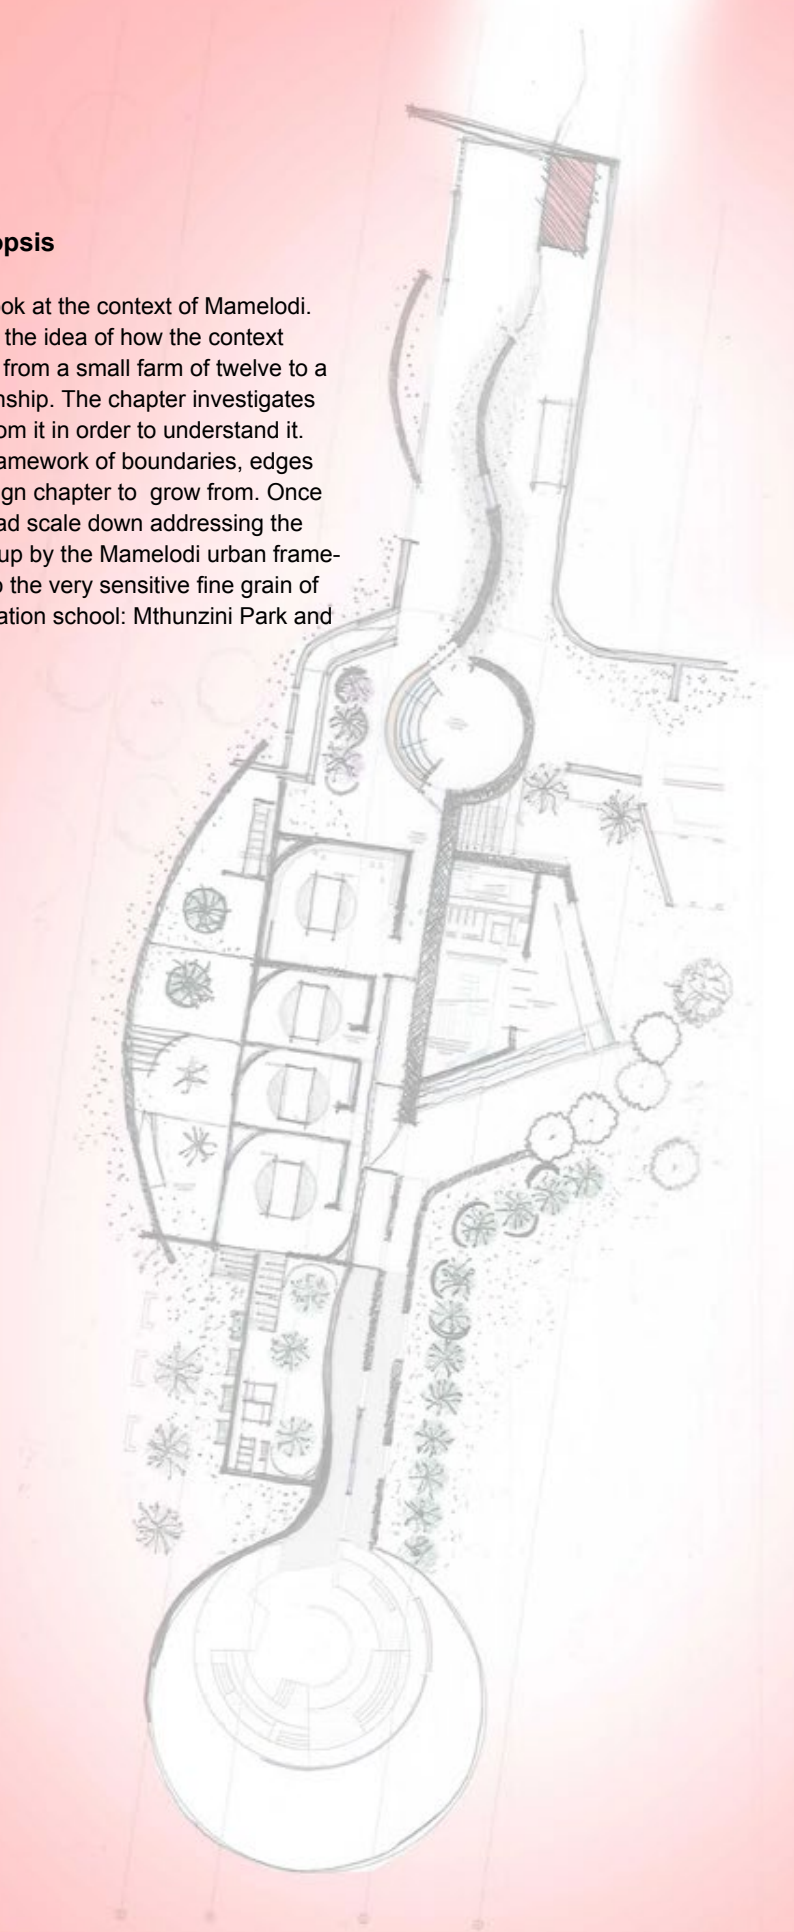 opsis
ok at the context of Mamelodi.
the idea of how the context
from a small farm of twelve to a
nship. The chapter investigates
om it in order to understand it.
amework of boundaries, edges
ign chapter to  grow from. Once
ad scale down addressing the
up by the Mamelodi urban frame-
o the very sensitive fine grain of
ation school: Mthunzini Park and